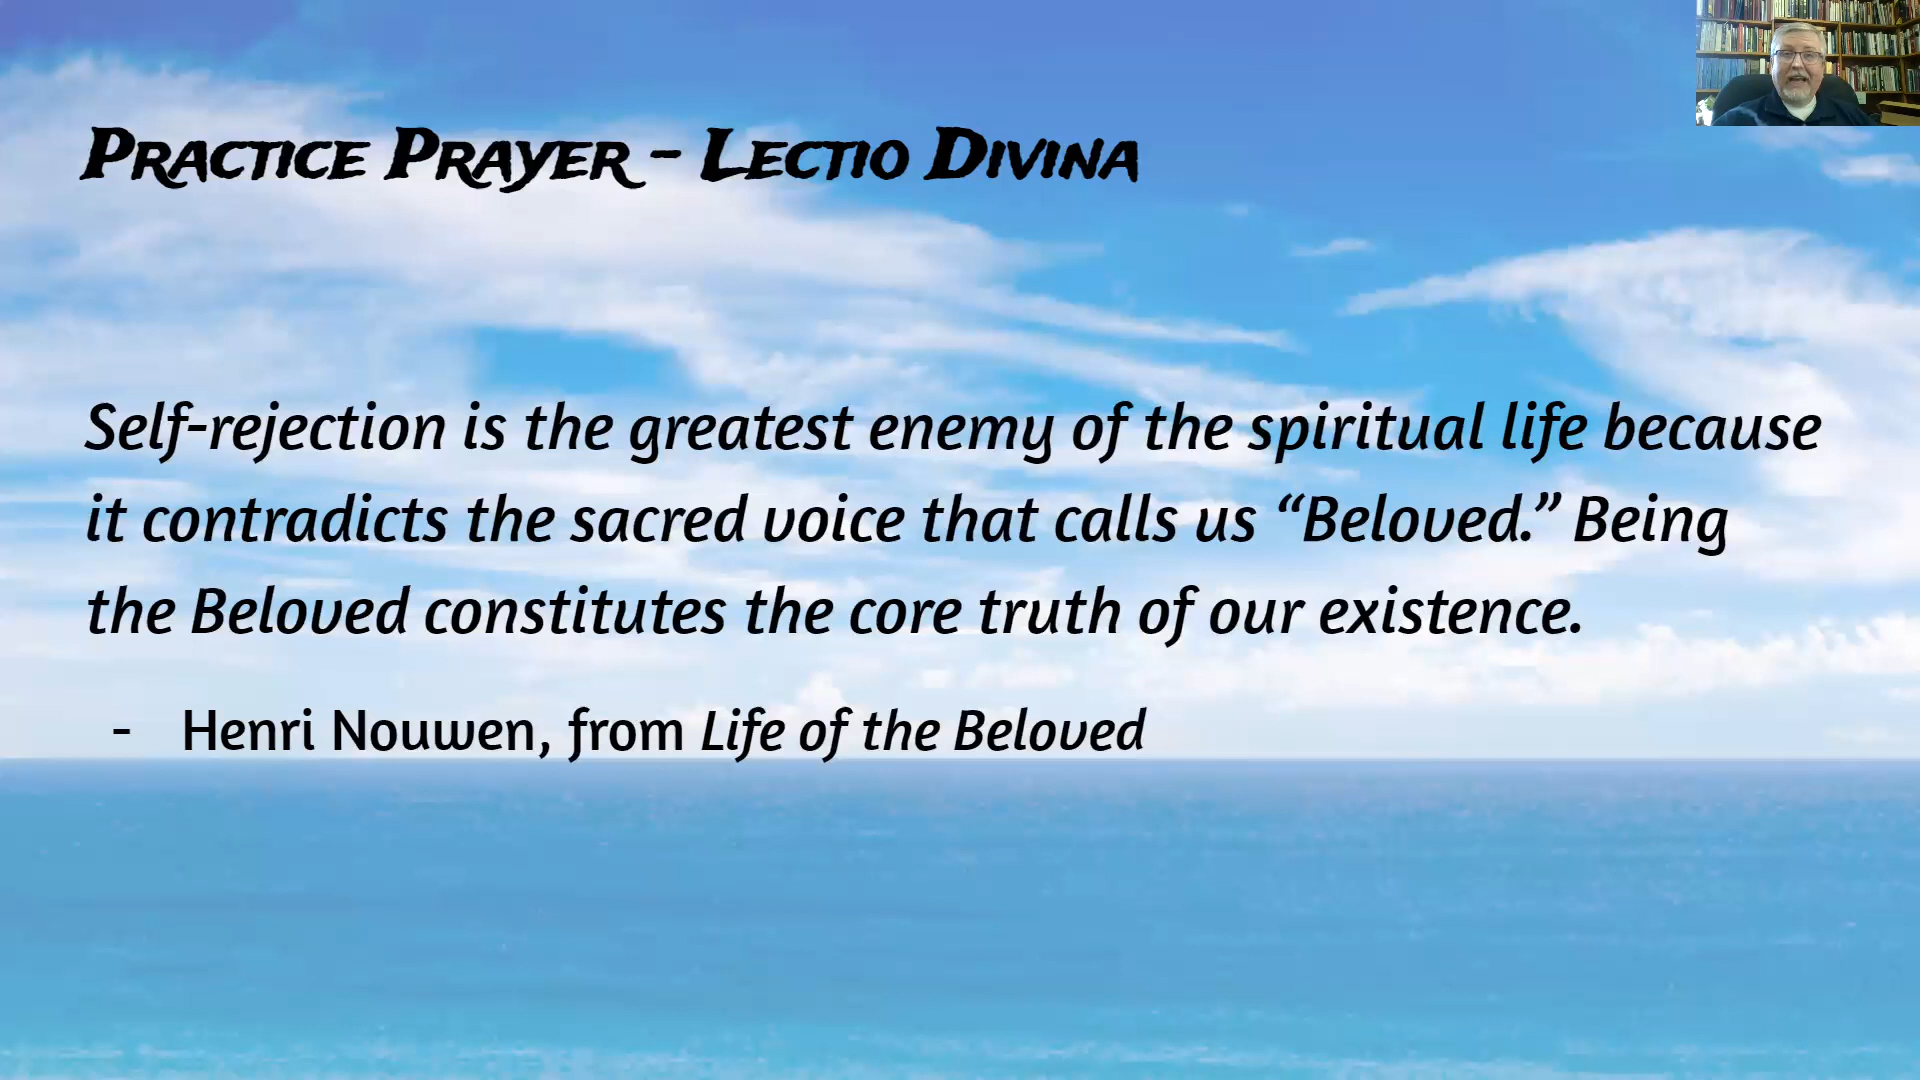 Practice Prayer - Lectio Divina
Self-rejection is the greatest enemy of the spiritual life because
it contradicts the sacred voice that calls us “Beloved.” Being
the Beloved constitutes the core truth of our existence.
- Henri Nouwen, from Life of the Beloved